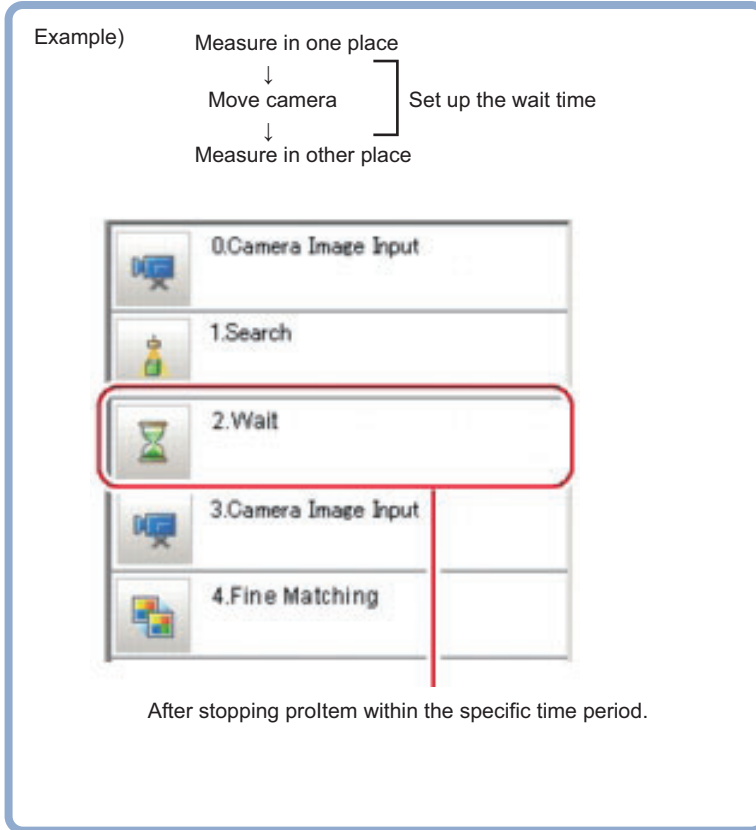 Example)
Measure in one place
↓
Move camera
Set up the wait time
↓
Measure in other place
0.Camera Image Input
1.Search
2.Wait
3.Camera Image Input
4.Fine Matching
After stopping proItem within the specific time period.